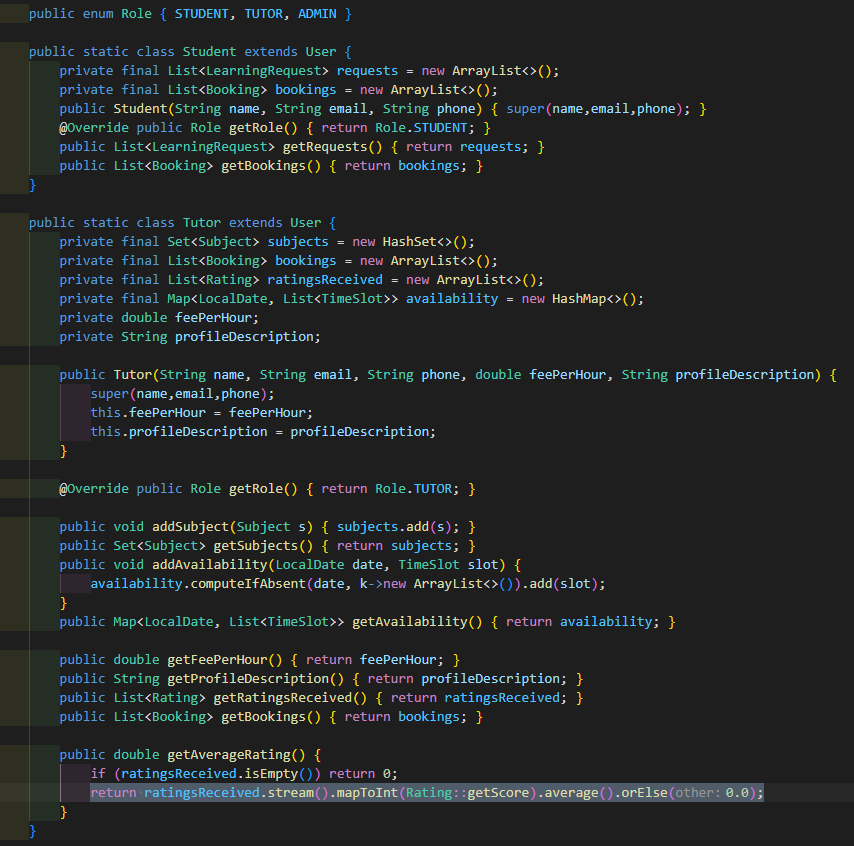 public enum Role { STUDENT, TUTOR, ADMIN }
public static class Student extends User {
private final List<LearningRequest> requests = new ArrayList<>();
private final List<Booking> bookings = new ArrayList<>();
public Student(String name, String email, String phone) { super(name,email,phone); }
@Override public Role getRole() { return Role.STUDENT; }
public List<LearningRequest> getRequests() { return requests; }
public List<Booking> getBookings() { return bookings; }
}
public static class Tutor extends User {
private final Set<Subject> subjects = new HashSet<>();
private final List<Booking> bookings = new ArrayList<>();
private final List<Rating> ratingsReceived = new ArrayList<>();
private final Map<LocalDate, List<TimeSlot>> availability = new HashMap<>();
private double feePerHour;
private String profileDescription;
public Tutor(String name, String email, String phone, double feePerHour, String profileDescription) {
super(name,email,phone);
this.feePerHour = feePerHour;
this.profileDescription = profileDescription;
}
@Override public Role getRole() { return Role.TUTOR; }
public void addSubject(Subject s) { subjects.add(s); }
public Set<Subject> getSubjects() { return subjects; }
public void addAvailability(LocalDate date, TimeSlot slot) {
availability.computeIfAbsent(date, k->new ArrayList<>()).add(slot);
}
public Map<LocalDate, List<TimeSlot>> getAvailability() { return availability; }
public double getFeePerHour() { return feePerHour; }
public String getProfileDescription() { return profileDescription; }
public List<Rating> getRatingsReceived() { return ratingsReceived; }
public List<Booking> getBookings() { return bookings; }
public double getAverageRating() {
if (ratingsReceived.isEmpty()) return 0;
return ratingsReceived.stream().mapToInt(Rating::getScore).average().orElse(other: 0.0);
}
}